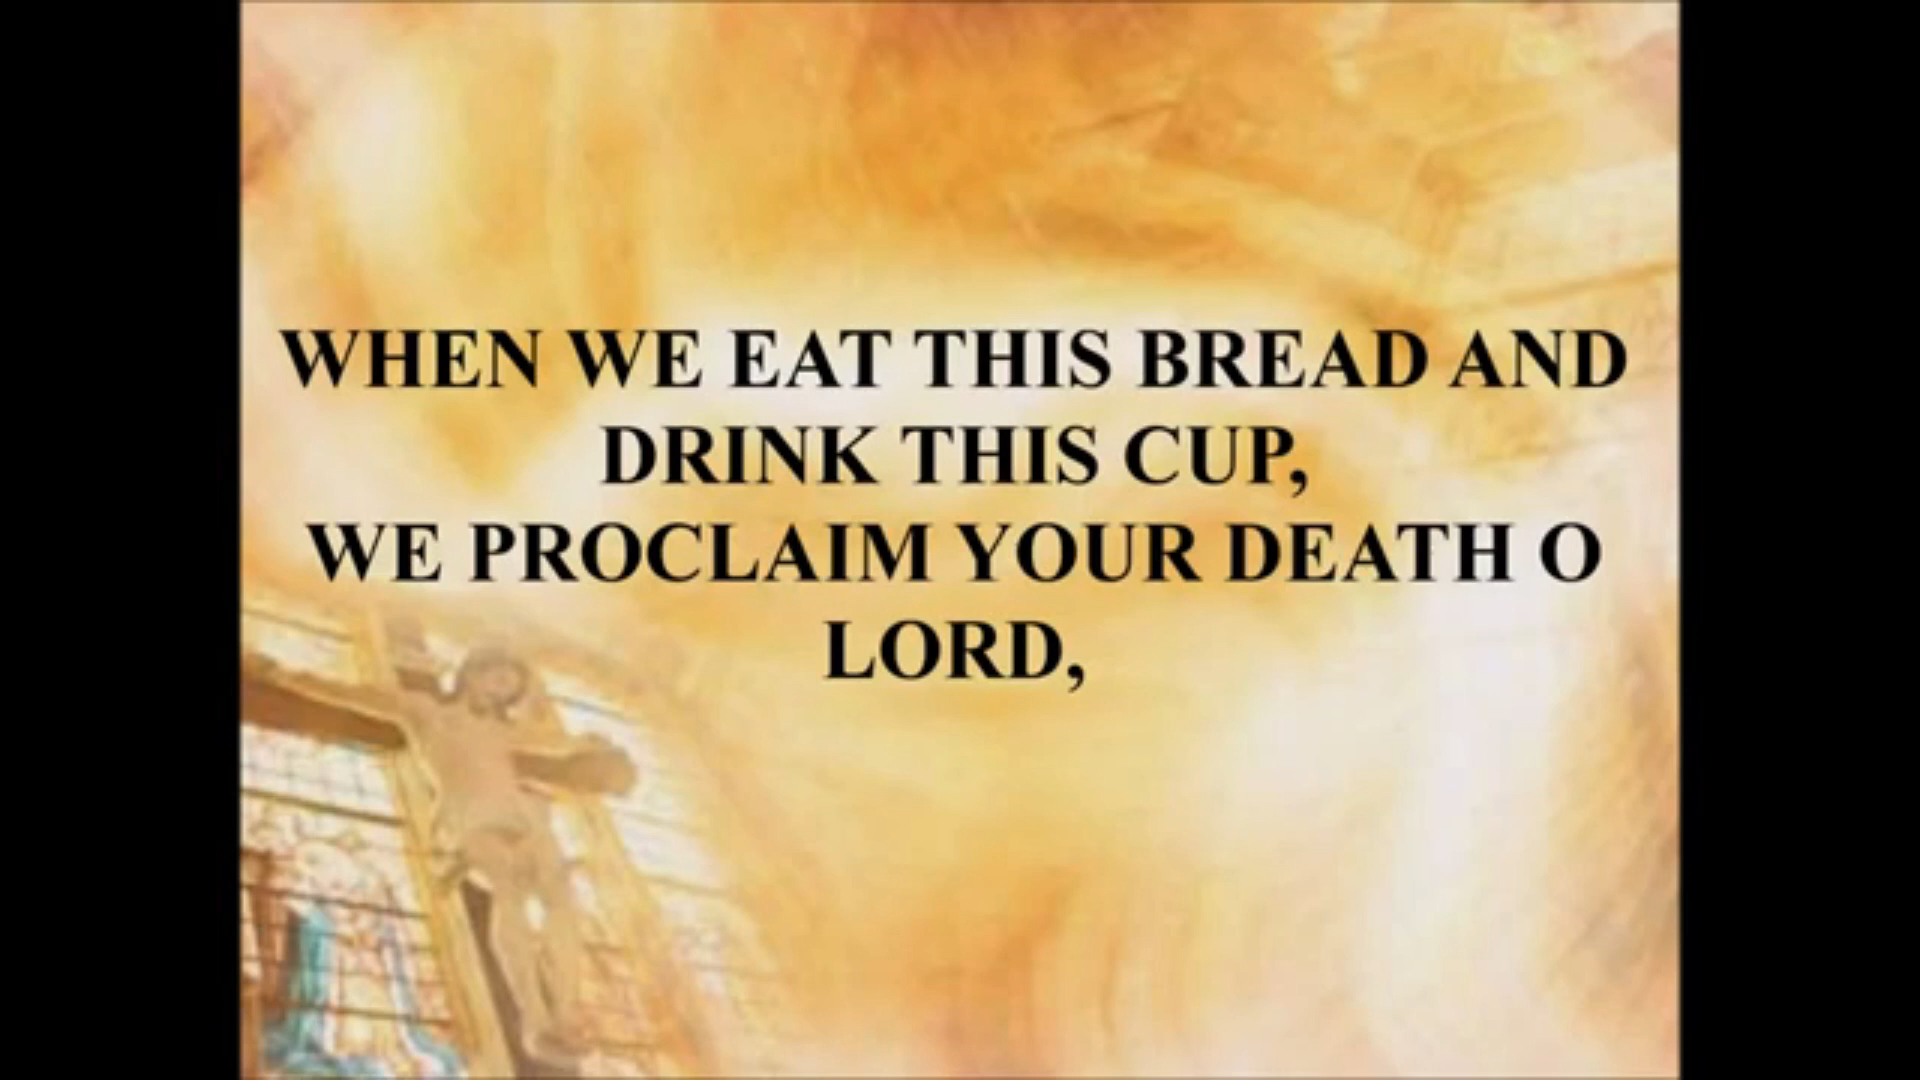 WHEN WE EAT THIS BREAD AND
DRINK THIS CUP,
WE PROCLAIM YOUR DEATH O
LORD,